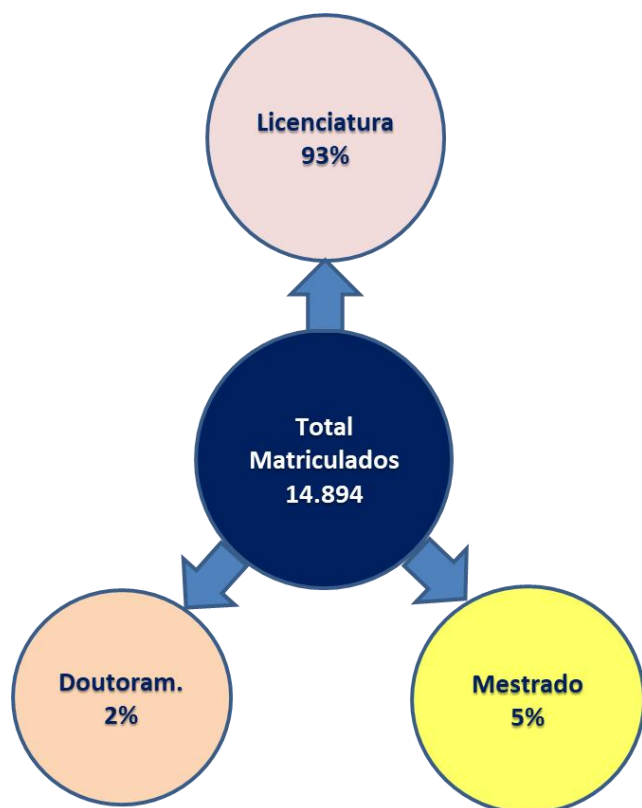 Licenciatura
93%
Total
Matriculados
14.894
Doutoram.
2%
Mestrado
5%